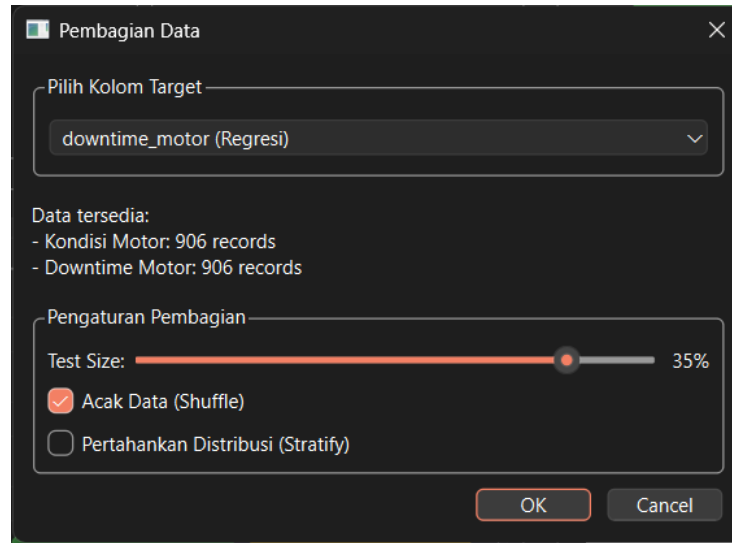 Pembagian Data
Pilih Kolom Target
downtime_motor (Regresi)
Data tersedia:
- Kondisi Motor: 906 records
- Downtime Motor: 906 records
Pengaturan Pembagian
Test Size: 35%
Acak Data (Shuffle)
Pertahankan Distribusi (Stratify)
OK Cancel